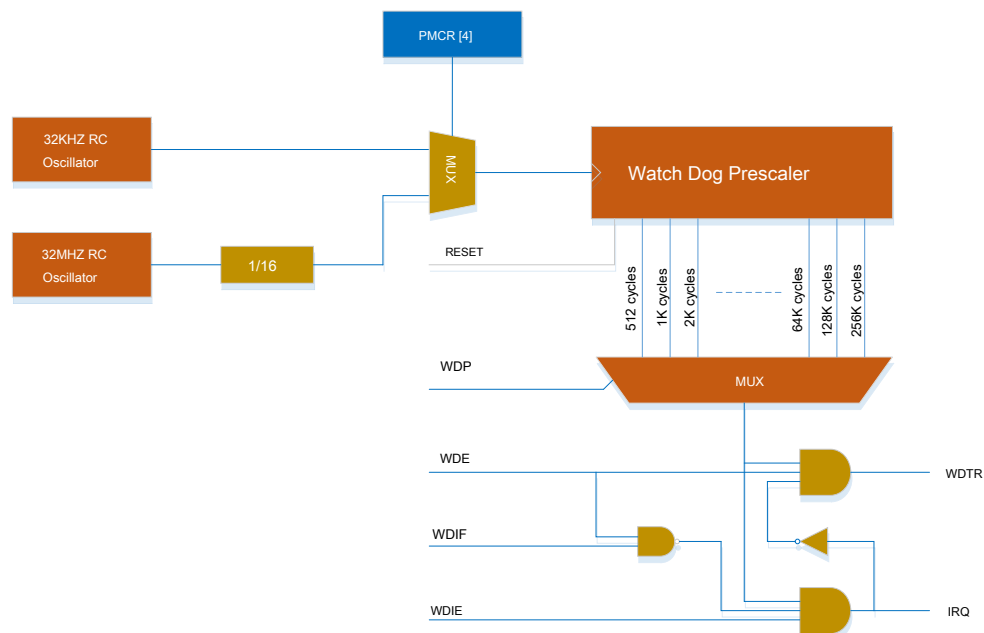 PMCR [4]
32KHZ RC
Oscillator
MUX
Watch Dog Prescaler
32MHZ RC
Oscillator
1/16
RESET
512 cycles
1K cycles
2K cycles
64K cycles
128K cycles
256K cycles
WDP
MUX
WDE
WDTR
WDIF
WDIE
IRQ